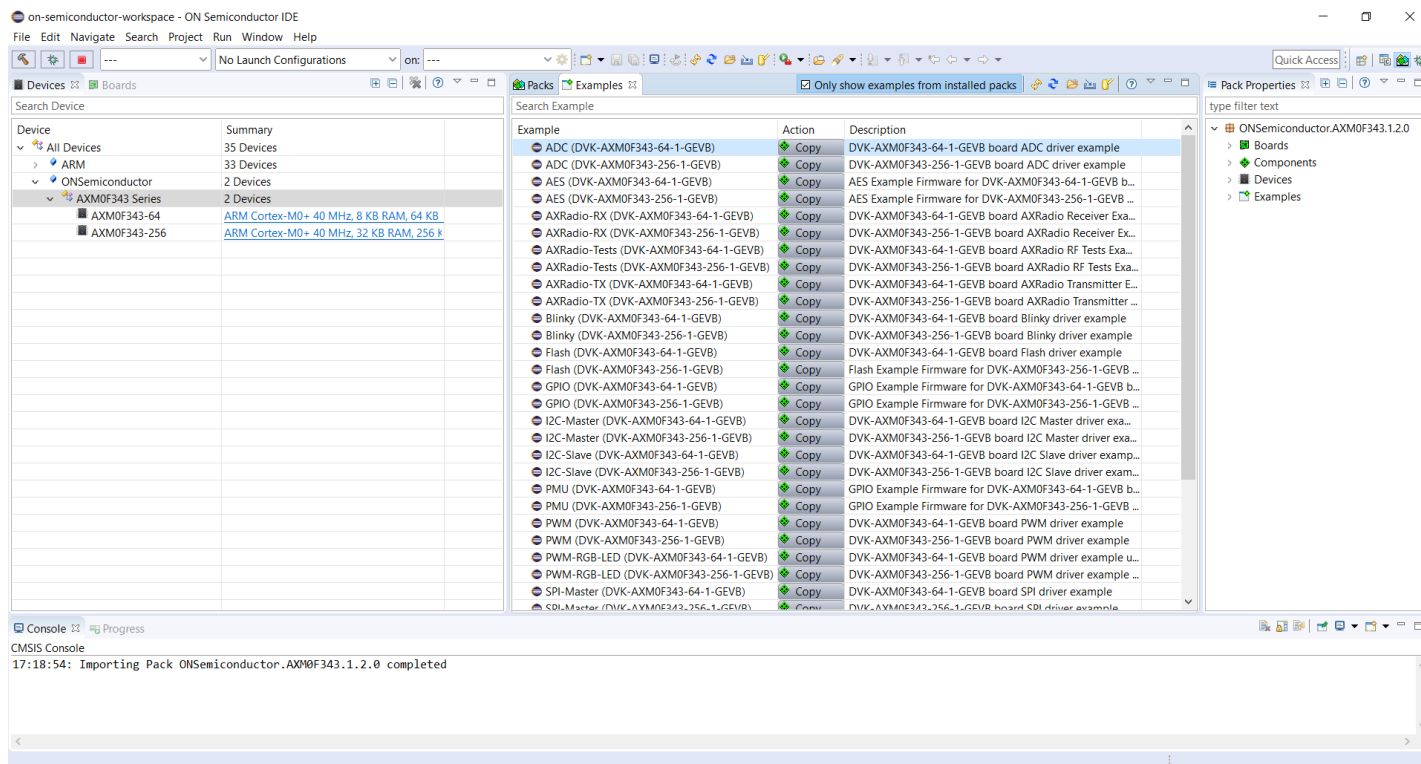 on-semiconductor-workspace - ON Semiconductor IDE
File Edit Navigate Search Project Run Window Help
--- No Launch Configurations on: --- Quick Access
Devices Boards
Search Device
Device Summary
All Devices 35 Devices
ARM 33 Devices
ONSemiconductor 2 Devices
AXM0F343 Series 2 Devices
AXM0F343-64 ARM Cortex-M0+ 40 MHz, 8 KB RAM, 64 KB
AXM0F343-256 ARM Cortex-M0+ 40 MHz, 32 KB RAM, 256 K
Packs Examples Only show examples from installed packs
Search Example
Example Action Description
ADC (DVK-AXM0F343-64-1-GEVB) Copy DVK-AXM0F343-64-1-GEVB board ADC driver example
ADC (DVK-AXM0F343-256-1-GEVB) Copy DVK-AXM0F343-256-1-GEVB board ADC driver example
AES (DVK-AXM0F343-64-1-GEVB) Copy AES Example Firmware for DVK-AXM0F343-64-1-GEVB b...
AES (DVK-AXM0F343-256-1-GEVB) Copy AES Example Firmware for DVK-AXM0F343-256-1-GEVB ...
AXRadio-RX (DVK-AXM0F343-64-1-GEVB) Copy DVK-AXM0F343-64-1-GEVB board AXRadio Receiver Exa...
AXRadio-RX (DVK-AXM0F343-256-1-GEVB) Copy DVK-AXM0F343-256-1-GEVB board AXRadio Receiver Ex...
AXRadio-Tests (DVK-AXM0F343-64-1-GEVB) Copy DVK-AXM0F343-64-1-GEVB board AXRadio RF Tests Exa...
AXRadio-Tests (DVK-AXM0F343-256-1-GEVB) Copy DVK-AXM0F343-256-1-GEVB board AXRadio RF Tests Exa...
AXRadio-TX (DVK-AXM0F343-64-1-GEVB) Copy DVK-AXM0F343-64-1-GEVB board AXRadio Transmitter E...
AXRadio-TX (DVK-AXM0F343-256-1-GEVB) Copy DVK-AXM0F343-256-1-GEVB board AXRadio Transmitter ...
Blinky (DVK-AXM0F343-64-1-GEVB) Copy DVK-AXM0F343-64-1-GEVB board Blinky driver example
Blinky (DVK-AXM0F343-256-1-GEVB) Copy DVK-AXM0F343-256-1-GEVB board Blinky driver example
Flash (DVK-AXM0F343-64-1-GEVB) Copy DVK-AXM0F343-64-1-GEVB board Flash driver example
Flash (DVK-AXM0F343-256-1-GEVB) Copy Flash Example Firmware for DVK-AXM0F343-256-1-GEVB ...
GPIO (DVK-AXM0F343-64-1-GEVB) Copy GPIO Example Firmware for DVK-AXM0F343-64-1-GEVB b...
GPIO (DVK-AXM0F343-256-1-GEVB) Copy GPIO Example Firmware for DVK-AXM0F343-256-1-GEVB ...
I2C-Master (DVK-AXM0F343-64-1-GEVB) Copy DVK-AXM0F343-64-1-GEVB board I2C Master driver exa...
I2C-Master (DVK-AXM0F343-256-1-GEVB) Copy DVK-AXM0F343-256-1-GEVB board I2C Master driver exa...
I2C-Slave (DVK-AXM0F343-64-1-GEVB) Copy DVK-AXM0F343-64-1-GEVB board I2C Slave driver examp...
I2C-Slave (DVK-AXM0F343-256-1-GEVB) Copy DVK-AXM0F343-256-1-GEVB board I2C Slave driver exam...
PMU (DVK-AXM0F343-64-1-GEVB) Copy GPIO Example Firmware for DVK-AXM0F343-64-1-GEVB b...
PMU (DVK-AXM0F343-256-1-GEVB) Copy GPIO Example Firmware for DVK-AXM0F343-256-1-GEVB ...
PWM (DVK-AXM0F343-64-1-GEVB) Copy DVK-AXM0F343-64-1-GEVB board PWM driver example
PWM (DVK-AXM0F343-256-1-GEVB) Copy DVK-AXM0F343-256-1-GEVB board PWM driver example
PWM-RGB-LED (DVK-AXM0F343-64-1-GEVB) Copy DVK-AXM0F343-64-1-GEVB board PWM driver example u...
PWM-RGB-LED (DVK-AXM0F343-256-1-GEVB) Copy DVK-AXM0F343-256-1-GEVB board PWM driver example ...
SPI-Master (DVK-AXM0F343-64-1-GEVB) Copy DVK-AXM0F343-64-1-GEVB board SPI driver example
SPI-Master (DVK-AXM0F343-256-1-GEVB) Copy DVK-AXM0F343-256-1-GEVB board SPI driver example
Pack Properties
type filter text
ONSemiconductor.AXM0F343.1.2.0
Boards
Components
Devices
Examples
Console Progress
CMSIS Console
17:18:54: Importing Pack ONSemiconductor.AXM0F343.1.2.0 completed